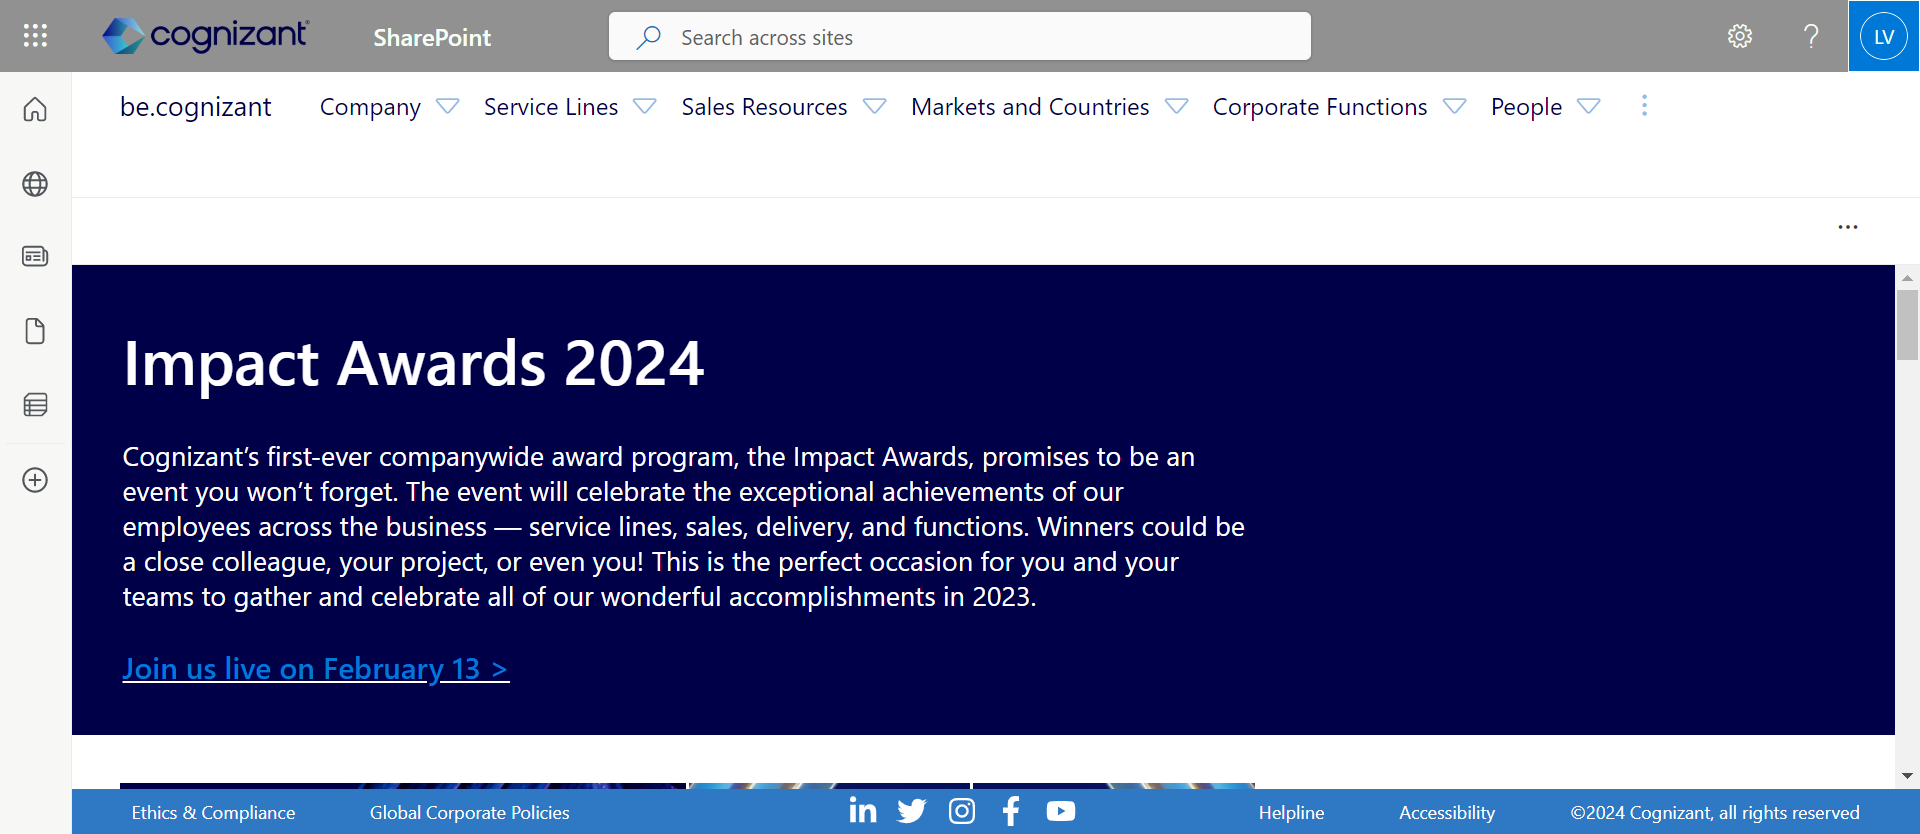 cognizant
SharePoint
Search across sites
LV
be.cognizant
Company
Service Lines
Sales Resources
Markets and Countries
Corporate Functions
People
Impact Awards 2024
Cognizant’s first-ever companywide award program, the Impact Awards, promises to be an
event you won’t forget. The event will celebrate the exceptional achievements of our
employees across the business — service lines, sales, delivery, and functions. Winners could be
a close colleague, your project, or even you! This is the perfect occasion for you and your
teams to gather and celebrate all of our wonderful accomplishments in 2023.
Join us live on February 13 >
Ethics & Compliance
Global Corporate Policies
Helpline
Accessibility
©2024 Cognizant, all rights reserved